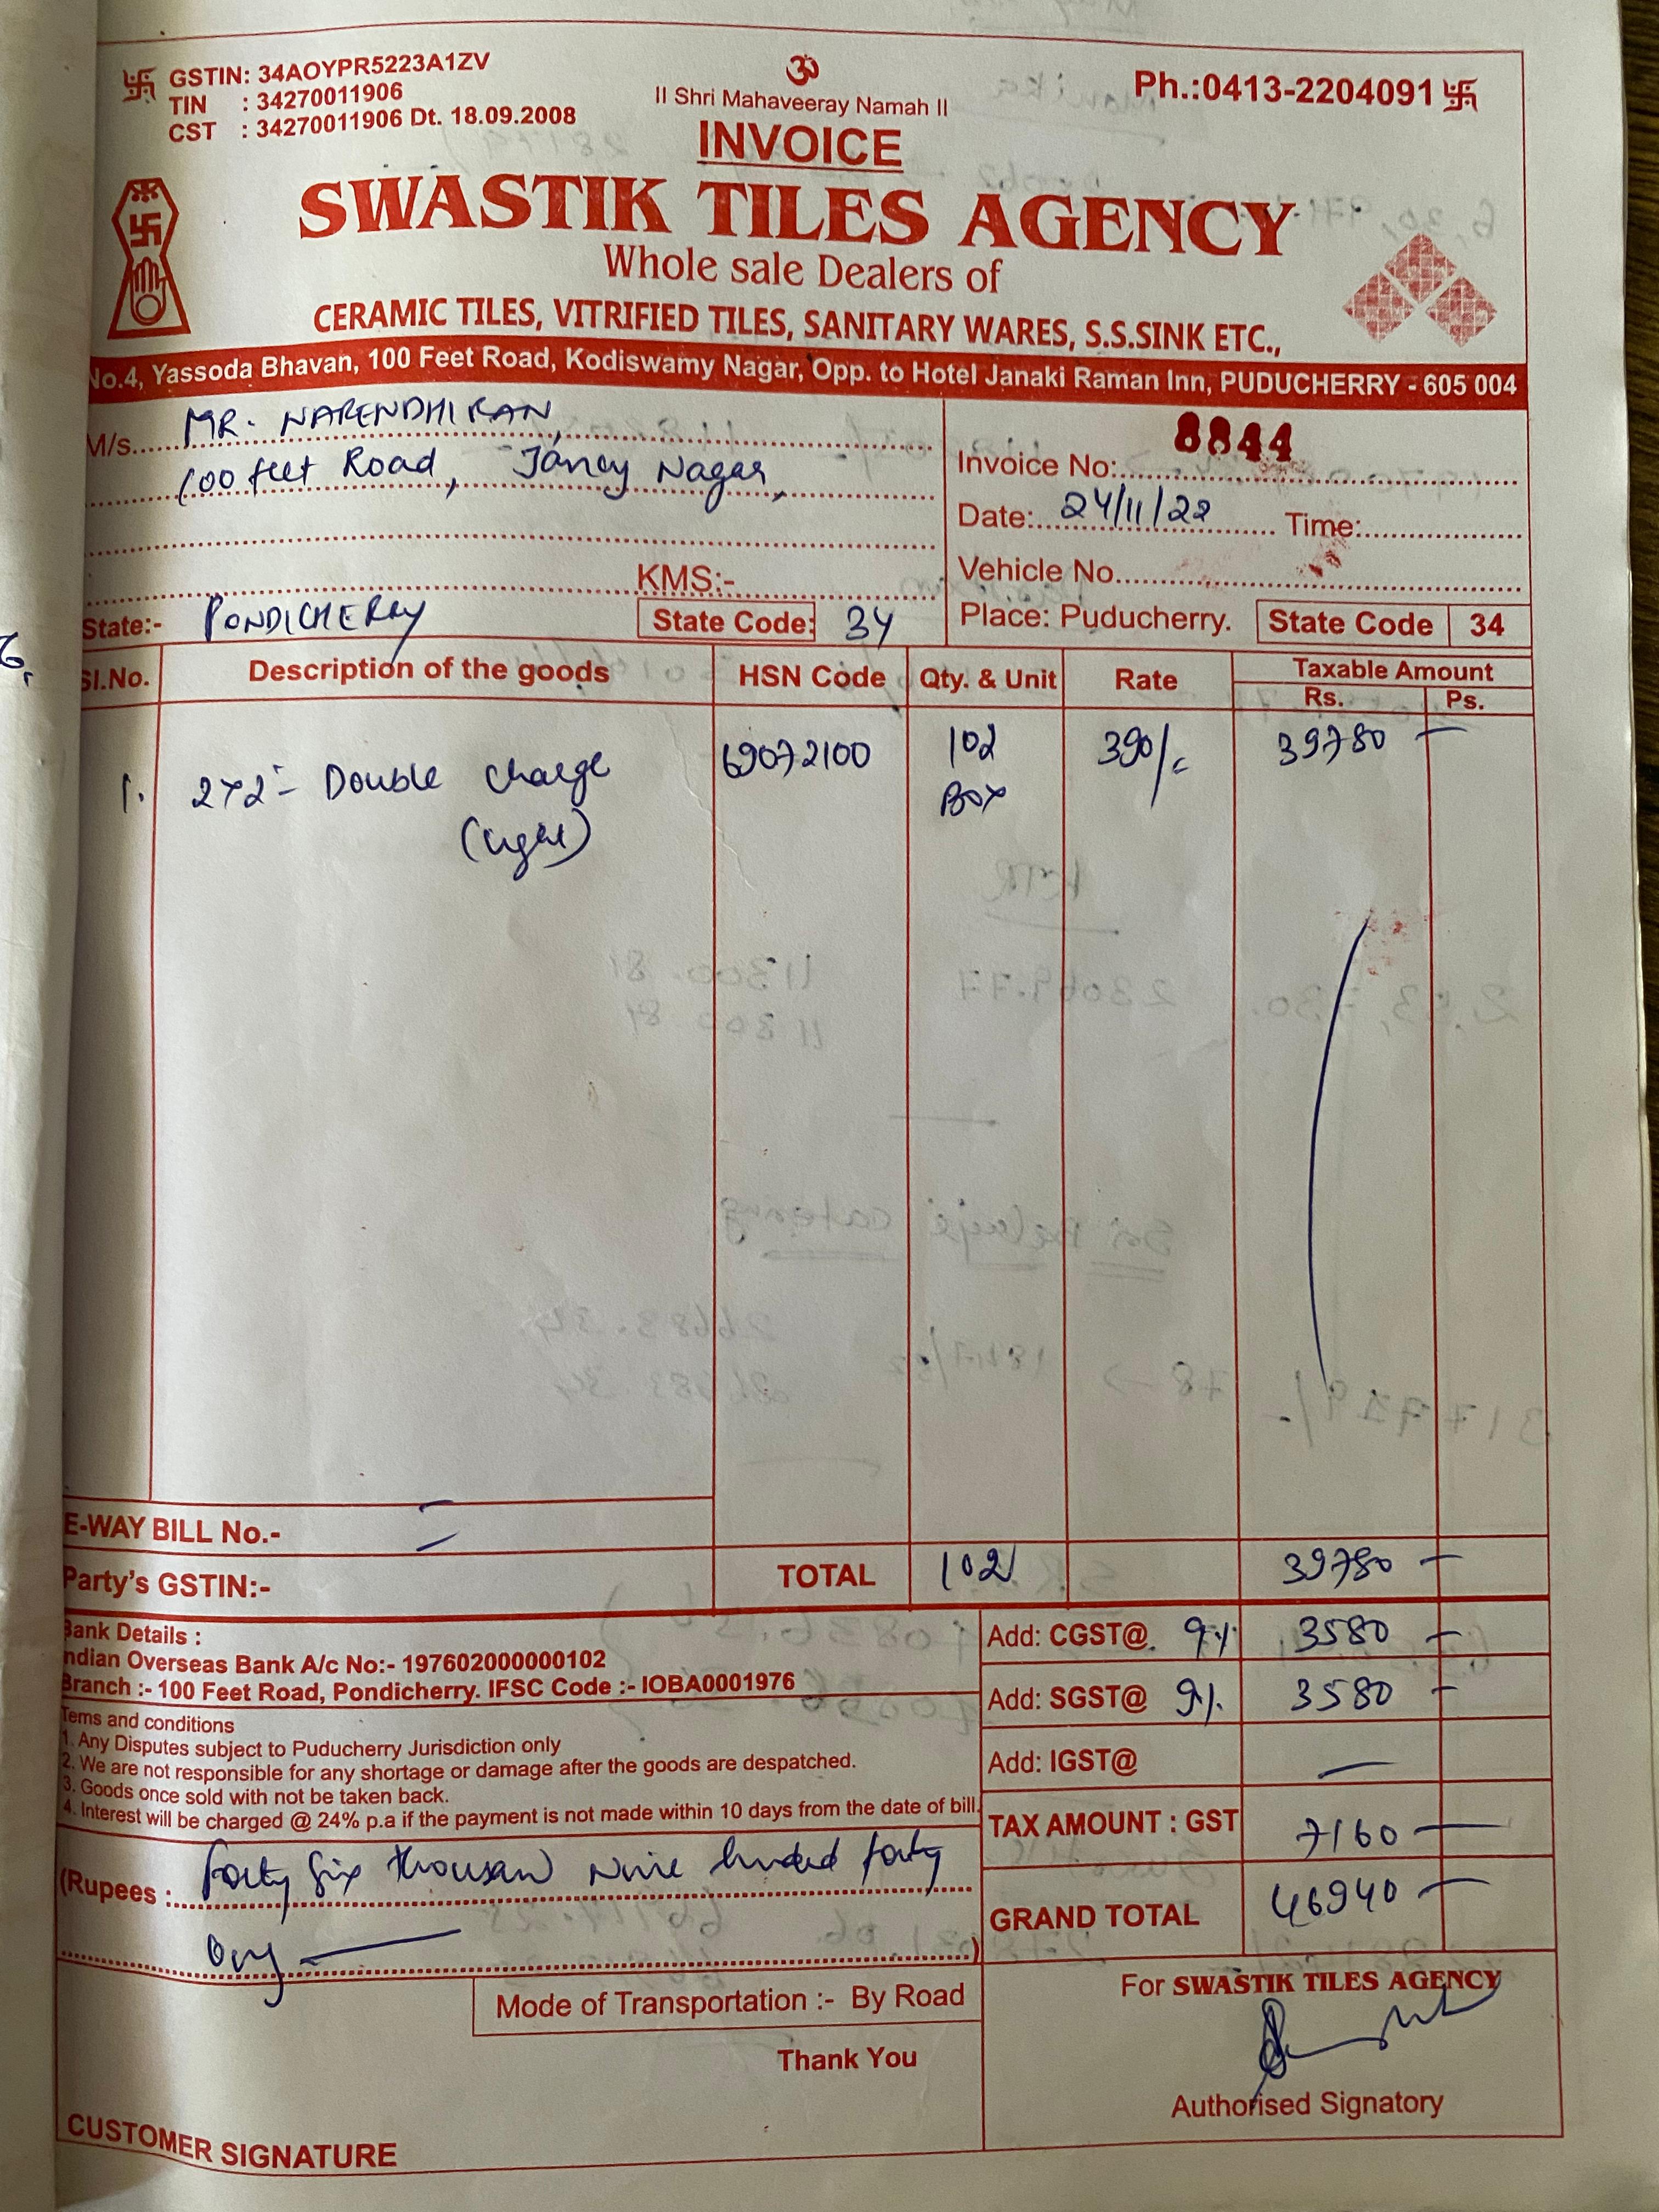 GSTIN: 34AOYPR5223A1ZV
TIN : 34270011906
CST : 34270011906 Dt. 18.09.2008
ॐ
II Shri Mahaveeray Namah II
Ph.:0413-2204091
INVOICE
SWASTIK TILES AGENCY
Whole sale Dealers of
CERAMIC TILES, VITRIFIED TILES, SANITARY WARES, S.S.SINK ETC.,
No.4, Yassoda Bhavan, 100 Feet Road, Kodiswamy Nagar, Opp. to Hotel Janaki Raman Inn, PUDUCHERRY - 605 004
M/s. MR. NARENDHIRAN,
100 feet Road, Jancy Nagar,
KMS:-
State:- PONDICHERRY State Code: 34
Invoice No: 8844
Date: 24/11/22 Time:
Vehicle No.
Place: Puducherry. State Code 34
Sl.No. Description of the goods HSN Code Qty. & Unit Rate Taxable Amount
Rs. Ps.
1. 2x2 - Double charge 69072100 102 390/- 39780 -
(Light) BOX
E-WAY BILL No.-
Party's GSTIN:- TOTAL 102 39780 -
Bank Details :
Indian Overseas Bank A/c No:- 197602000000102
Branch :- 100 Feet Road, Pondicherry. IFSC Code :- IOBA0001976
Tems and conditions
1. Any Disputes subject to Puducherry Jurisdiction only
2. We are not responsible for any shortage or damage after the goods are despatched.
3. Goods once sold with not be taken back.
4. Interest will be charged @ 24% p.a if the payment is not made within 10 days from the date of bill.
Add: CGST@ 9% 3580 -
Add: SGST@ 9% 3580 -
Add: IGST@ -
TAX AMOUNT : GST 7160 -
GRAND TOTAL 46940 -
(Rupees : Forty Six thousand Nine hundred forty
Only )
Mode of Transportation :- By Road
Thank You
CUSTOMER SIGNATURE
For SWASTIK TILES AGENCY
Authorised Signatory